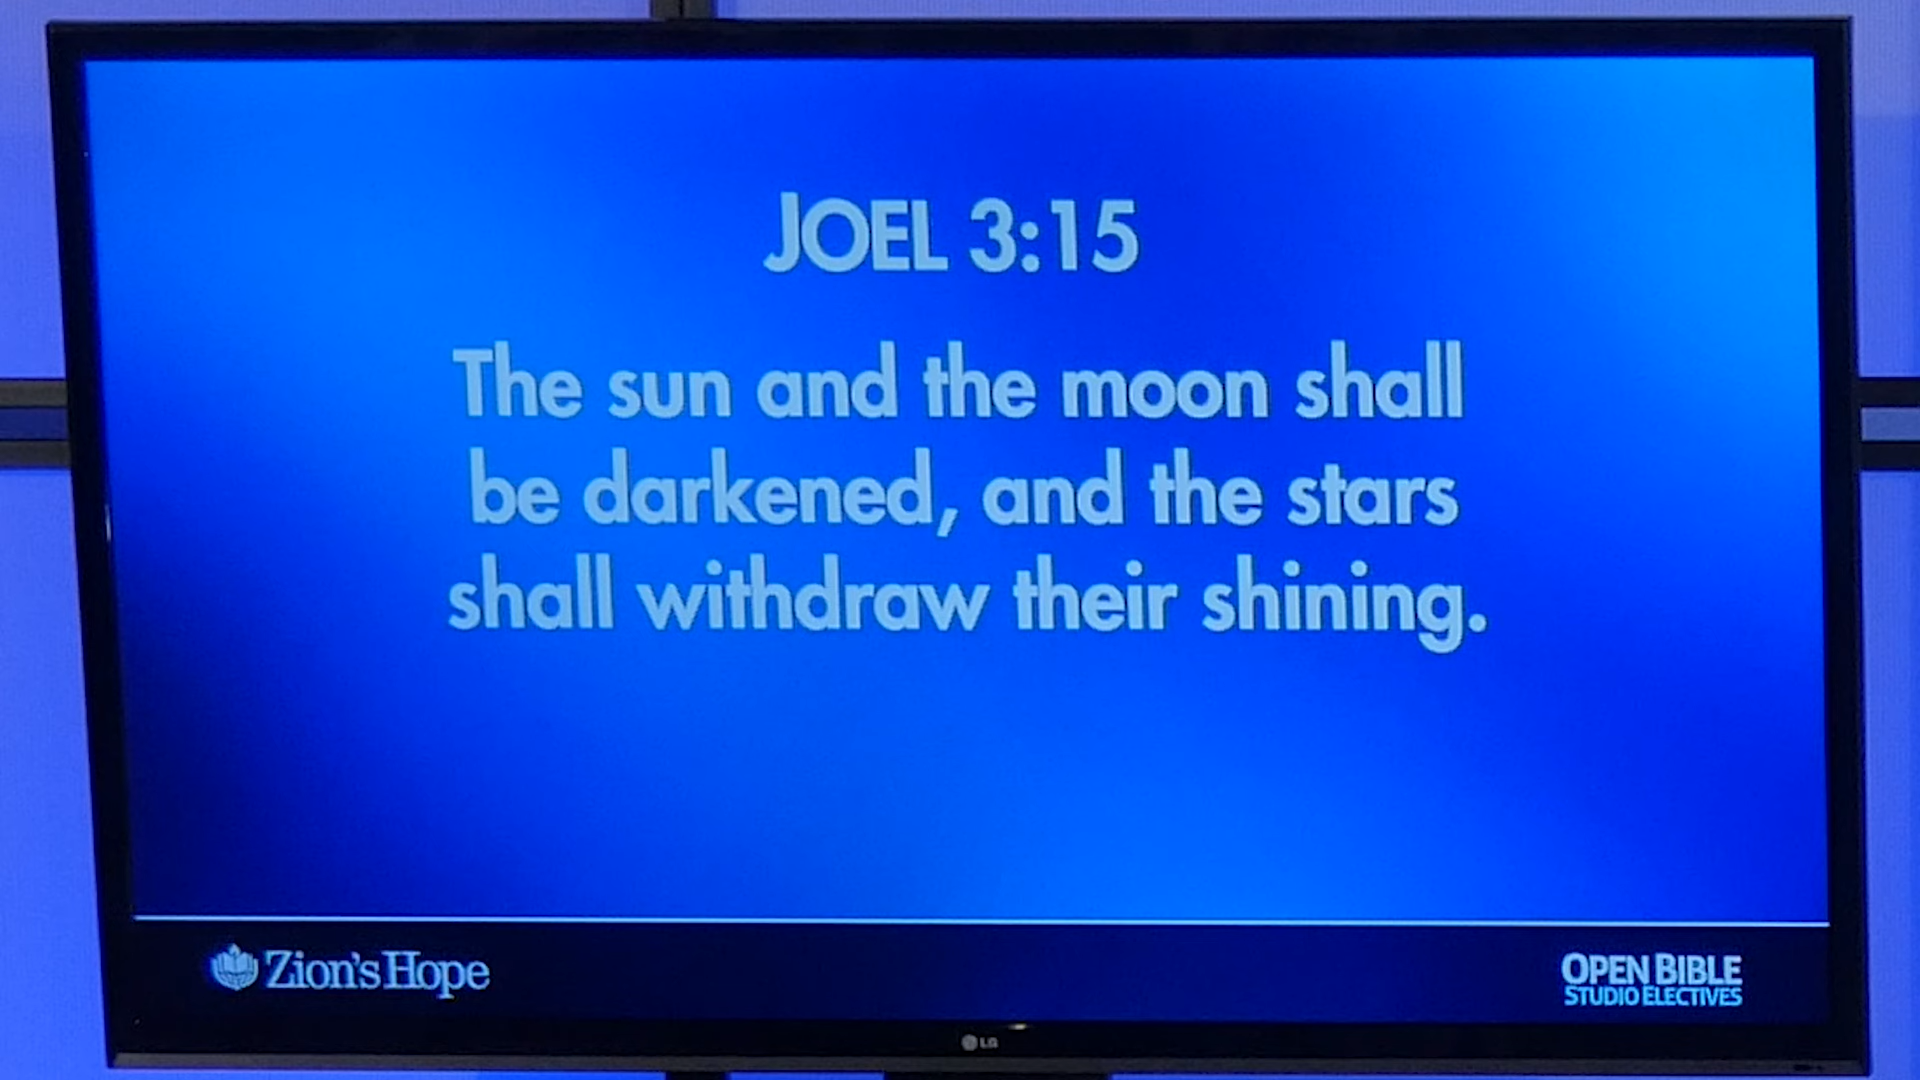 JOEL 3:15
The sun and the moon shall
be darkened, and the stars
shall withdraw their shining.
Zion's Hope
OPEN BIBLE
STUDIO ELECTIVES
LG